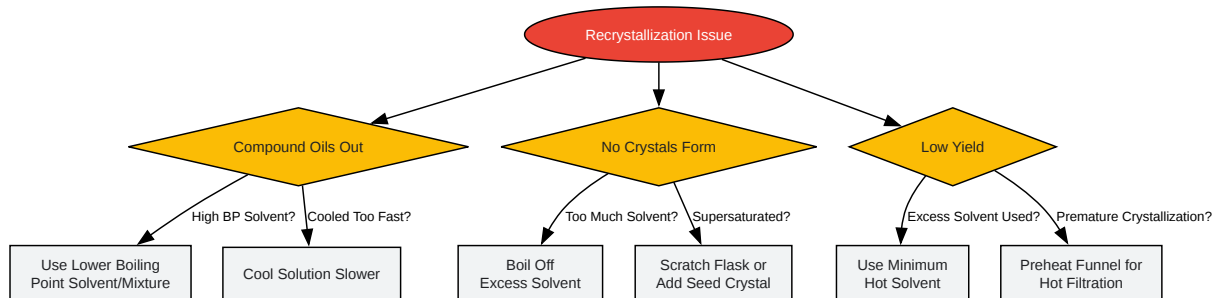 Recrystallization Issue
Compound Oils Out
No Crystals Form
Low Yield
High BP Solvent?
Cooled Too Fast?
Too Much Solvent?
Supersaturated?
Excess Solvent Used?
Premature Crystallization?
Use Lower Boiling
Point Solvent/Mixture
Cool Solution Slower
Boil Off
Excess Solvent
Scratch Flask or
Add Seed Crystal
Use Minimum
Hot Solvent
Preheat Funnel for
Hot Filtration